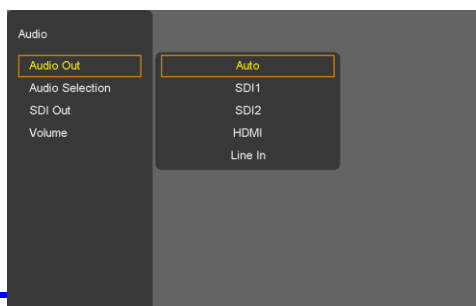 Audio
Audio Out
Audio Selection
SDI Out
Volume
Auto
SDI1
SDI2
HDMI
Line In